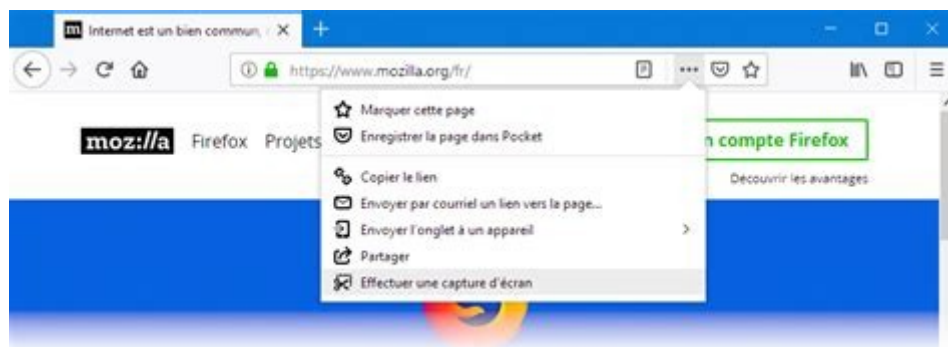 Internet est un bien commun,
https://www.mozilla.org/fr/
moz://a Firefox Projets
compte Firefox
Découvrir les avantages
Marquer cette page
Enregistrer la page dans Pocket
Copier le lien
Envoyer par courriel un lien vers la page...
Envoyer l'onglet à un appareil
Partager
Effectuer une capture d'écran